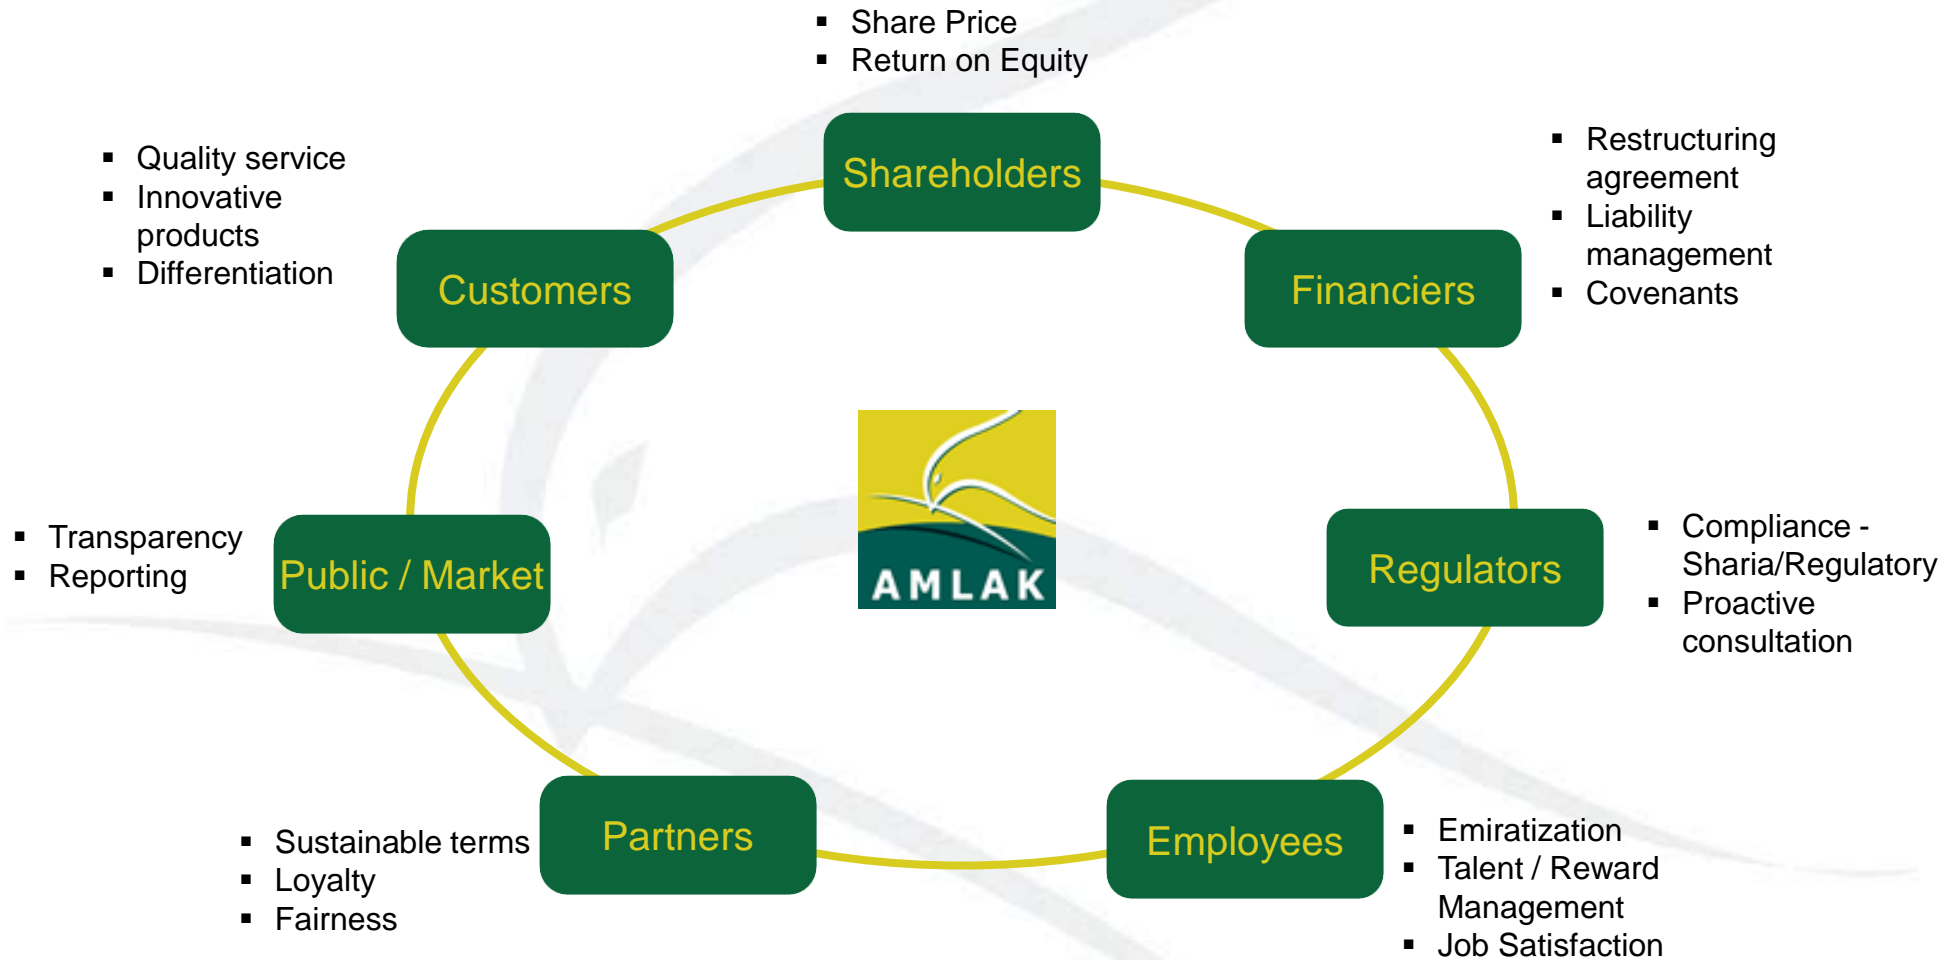 ▪ Share Price
▪ Return on Equity
Shareholders
▪ Restructuring
agreement
▪ Liability
management
▪ Covenants
Financiers
▪ Compliance -
Sharia/Regulatory
▪ Proactive
consultation
Regulators
▪ Emiratization
▪ Talent / Reward
Management
▪ Job Satisfaction
Employees
▪ Sustainable terms
▪ Loyalty
▪ Fairness
Partners
▪ Transparency
▪ Reporting
Public / Market
▪ Quality service
▪ Innovative
products
▪ Differentiation
Customers
AMLAK